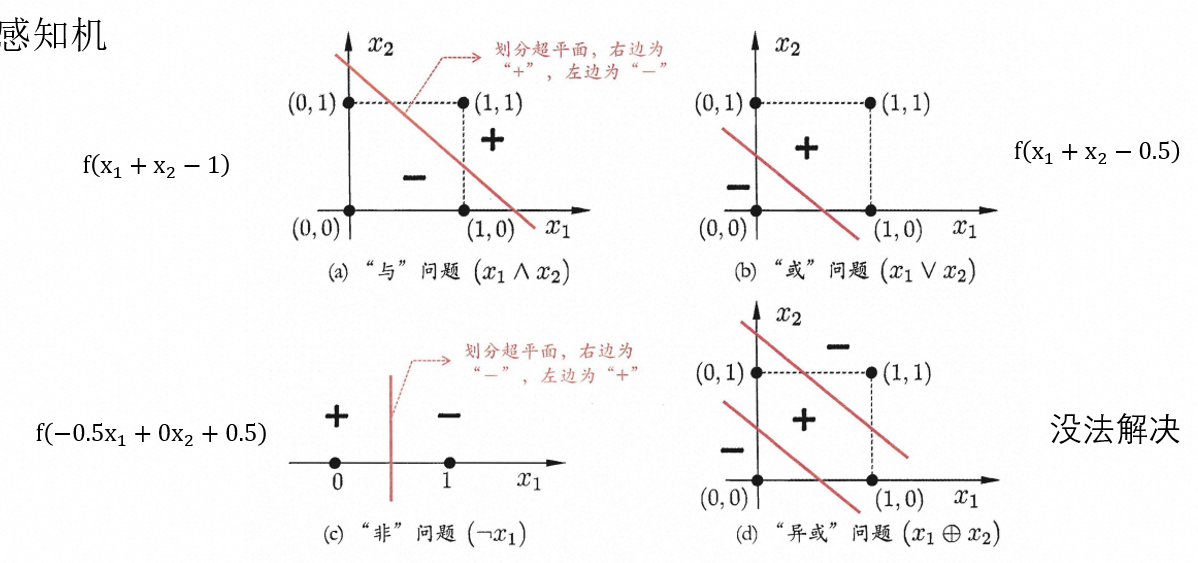 感知机
f(x₁ + x₂ − 1)
x₂
划分超平面，右边为
“+”，左边为“−”
(0, 1)
(1, 1)
+
−
(0, 0)
(1, 0)
x₁
(a) “与”问题 (x₁ ∧ x₂)
x₂
(0, 1)
(1, 1)
+
−
(0, 0)
(1, 0)
x₁
(b) “或”问题 (x₁ ∨ x₂)
f(x₁ + x₂ − 0.5)
f(−0.5x₁ + 0x₂ + 0.5)
划分超平面，右边为
“−”，左边为“+”
+
−
0
1
x₁
(c) “非”问题 (¬x₁)
x₂
−
(0, 1)
(1, 1)
+
−
(0, 0)
(1, 0)
x₁
(d) “异或”问题 (x₁ ⊕ x₂)
没法解决